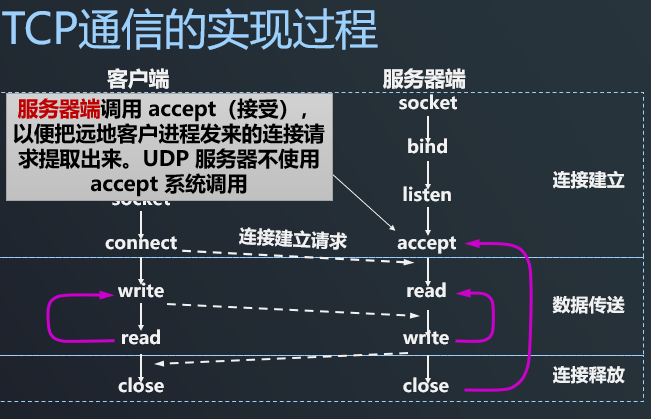 TCP通信的实现过程
客户端
服务器端
服务器端调用 accept（接受），
以便把远地客户进程发来的连接请
求提取出来。UDP 服务器不使用
accept 系统调用
socket
bind
listen
连接建立
socket
connect
连接建立请求
accept
write
read
数据传送
read
write
连接释放
close
close